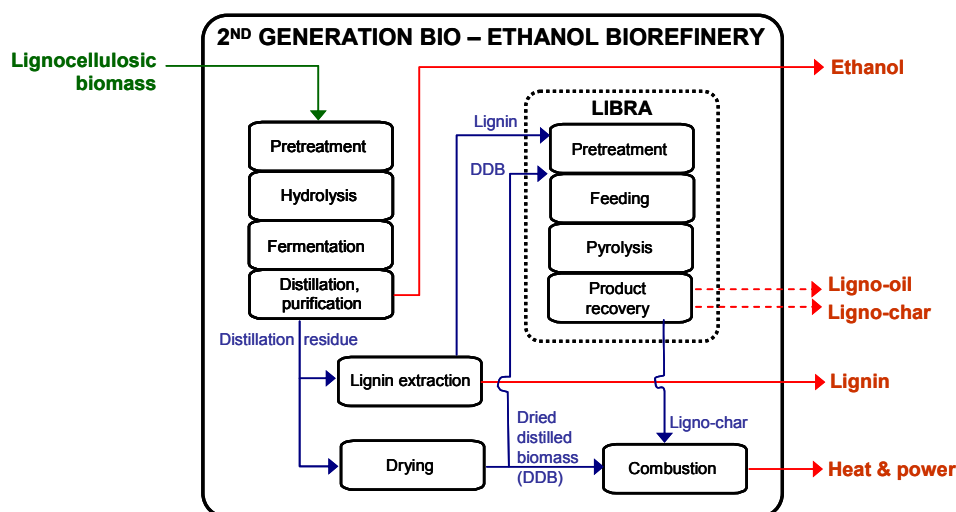 2ND GENERATION BIO – ETHANOL BIOREFINERY
Lignocellulosic
biomass
Ethanol
LIBRA
Lignin
DDB
Pretreatment
Hydrolysis
Fermentation
Distillation,
purification
Pretreatment
Feeding
Pyrolysis
Product
recovery
Ligno-oil
Ligno-char
Distillation residue
Lignin extraction
Lignin
Drying
Dried
distilled
biomass
(DDB)
Ligno-char
Combustion
Heat & power